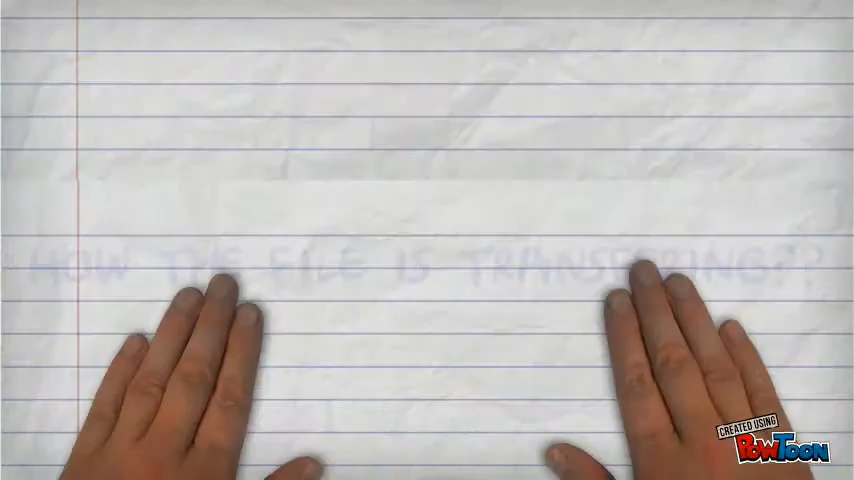 HOW THE FILE IS TRANSFERING??
CREATED USING
POWTOON